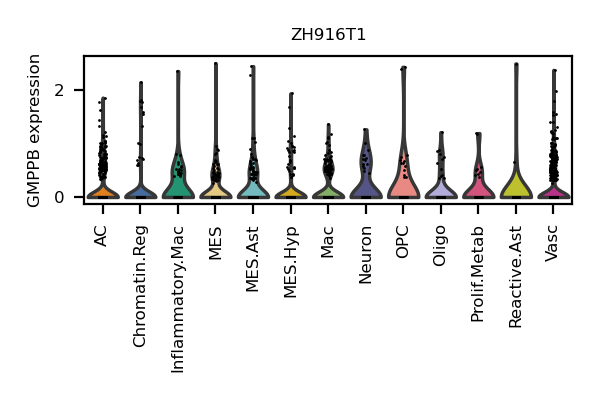 ZH916T1
GMPPB expression
2
0
AC
Chromatin.Reg
Inflammatory.Mac
MES
MES.Ast
MES.Hyp
Mac
Neuron
OPC
Oligo
Prolif.Metab
Reactive.Ast
Vasc